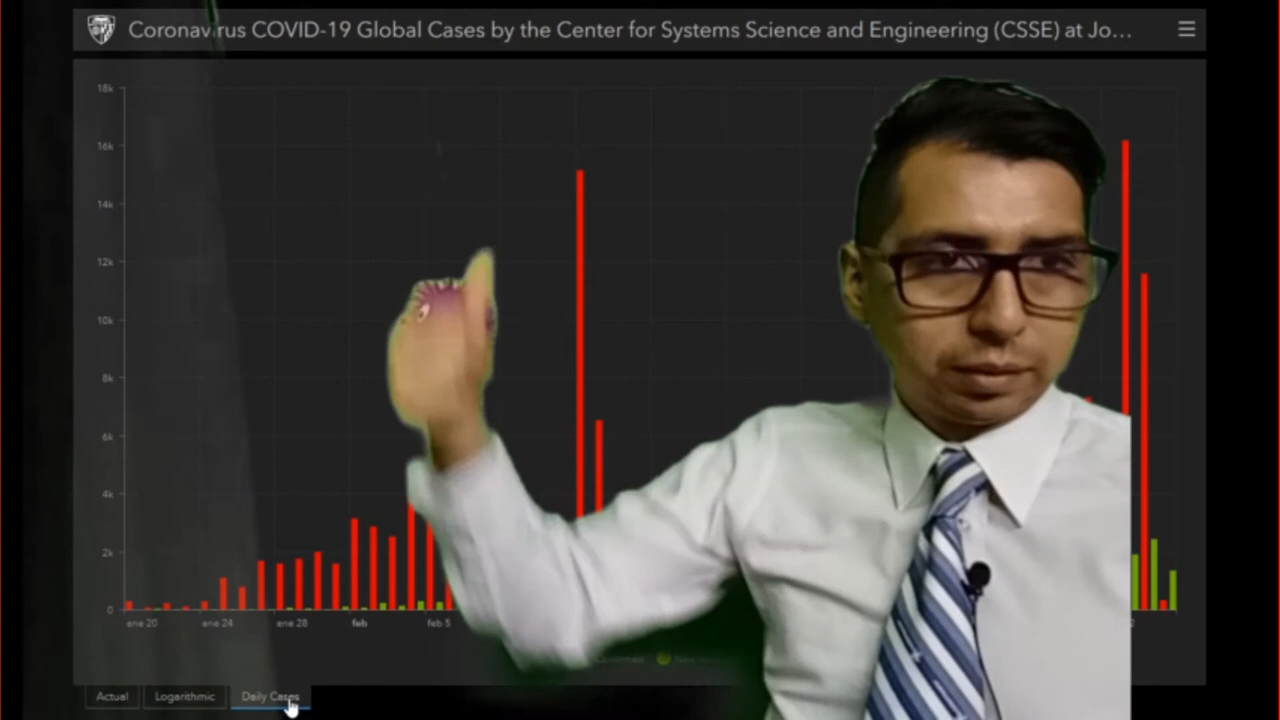 Coronavirus COVID-19 Global Cases by the Center for Systems Science and Engineering (CSSE) at Jo...
18k
16k
14k
12k
10k
8k
6k
4k
2k
0
ene 20 ene 24 ene 28 feb feb 5 2
Actual Logarithmic Daily Cases